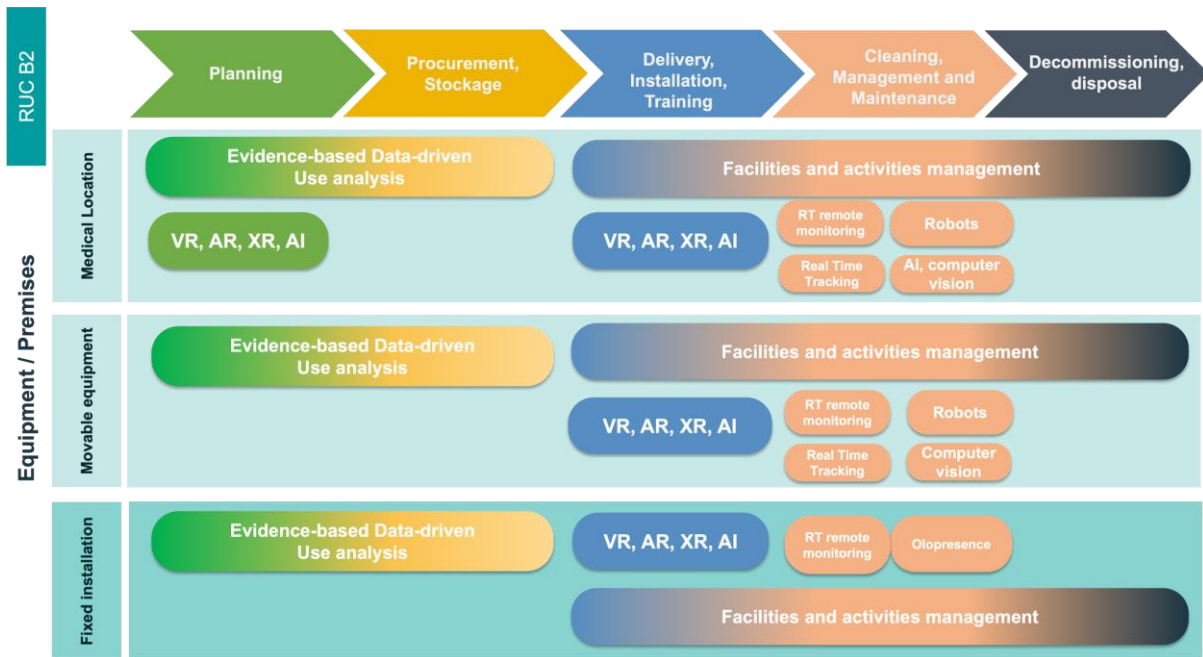 RUC B2
Planning
Procurement,
Stockage
Delivery,
Installation,
Training
Cleaning,
Management and
Maintenance
Decommissioning,
disposal
Equipment / Premises
Medical Location
Evidence-based Data-driven
Use analysis
Facilities and activities management
VR, AR, XR, AI
VR, AR, XR, AI
RT remote
monitoring
Robots
Real Time
Tracking
AI, computer
vision
Movable equipment
Evidence-based Data-driven
Use analysis
Facilities and activities management
VR, AR, XR, AI
RT remote
monitoring
Robots
Real Time
Tracking
Computer
vision
Fixed installation
Evidence-based Data-driven
Use analysis
VR, AR, XR, AI
RT remote
monitoring
Olopresence
Facilities and activities management